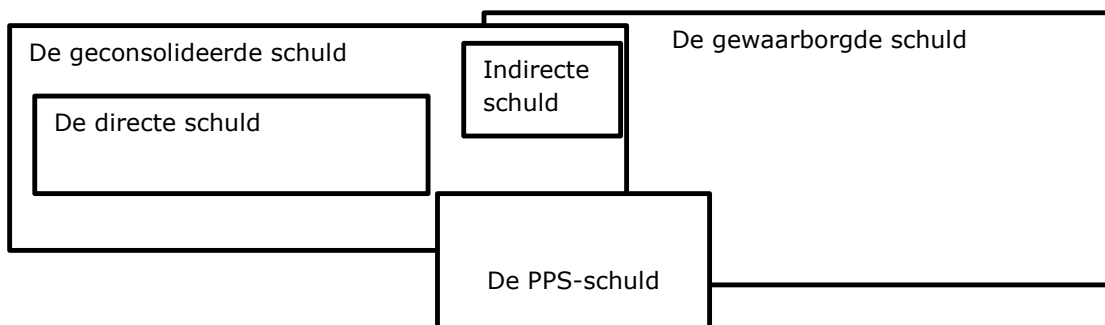 De geconsolideerde schuld
De gewaarborgde schuld
Indirecte
schuld
De directe schuld
De PPS-schuld